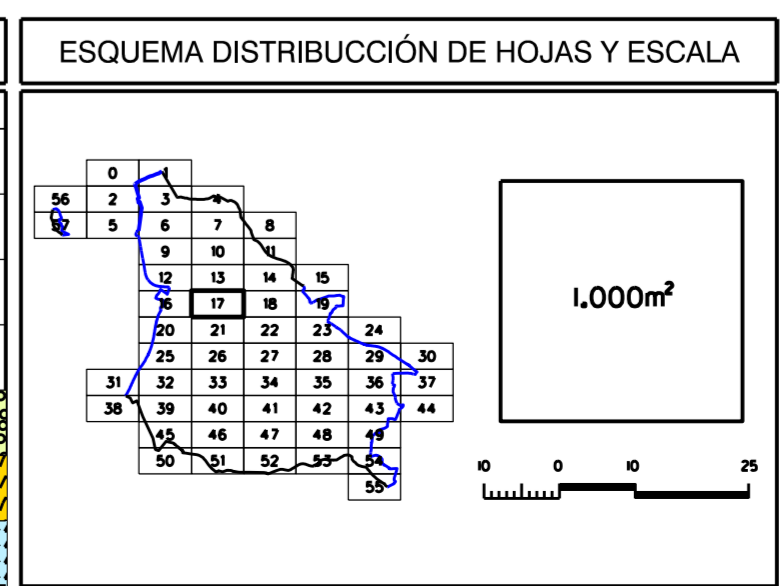 ESQUEMA DISTRIBUCCIÓN DE HOJAS Y ESCALA
0 1
56 2 3 4
57 5 6 7 8
9 10 11
12 13 14 15
16 17 18 19
20 21 22 23 24
25 26 27 28 29 30
31 32 33 34 35 36 37
38 39 40 41 42 43 44
45 46 47 48 49
50 51 52 53 54
55
1.000m²
10 0 10 25